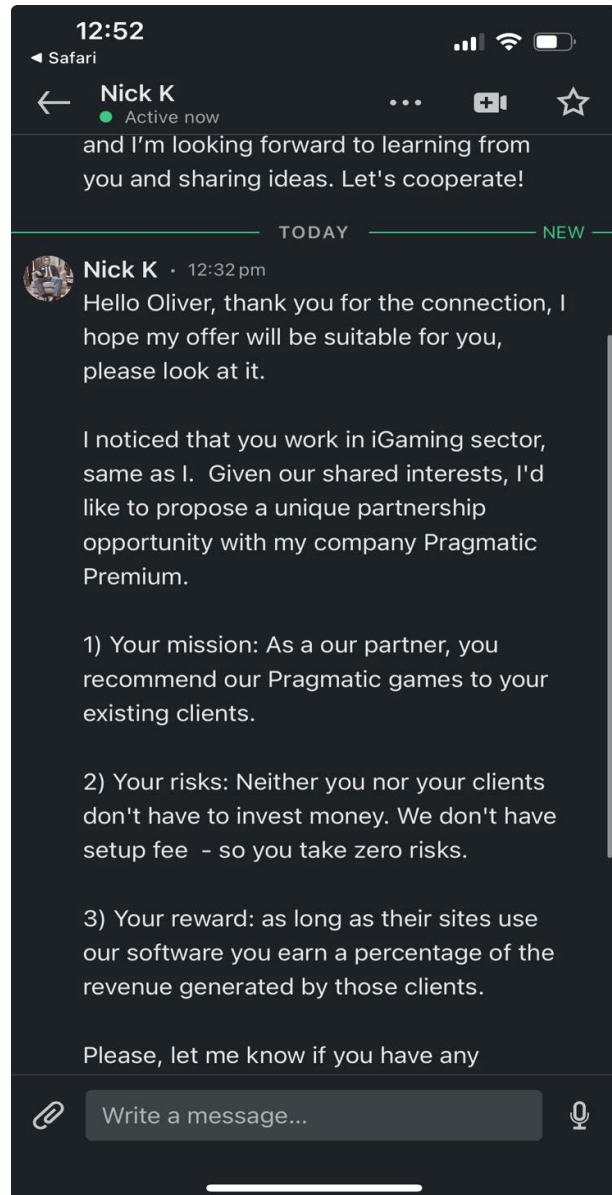 12:52
◀ Safari
Nick K
Active now
and I'm looking forward to learning from
you and sharing ideas. Let's cooperate!
TODAY
NEW
Nick K · 12:32 pm
Hello Oliver, thank you for the connection, I
hope my offer will be suitable for you,
please look at it.
I noticed that you work in iGaming sector,
same as I.  Given our shared interests, I'd
like to propose a unique partnership
opportunity with my company Pragmatic
Premium.
1) Your mission: As a our partner, you
recommend our Pragmatic games to your
existing clients.
2) Your risks: Neither you nor your clients
don't have to invest money. We don't have
setup fee  - so you take zero risks.
3) Your reward: as long as their sites use
our software you earn a percentage of the
revenue generated by those clients.
Please, let me know if you have any
Write a message...